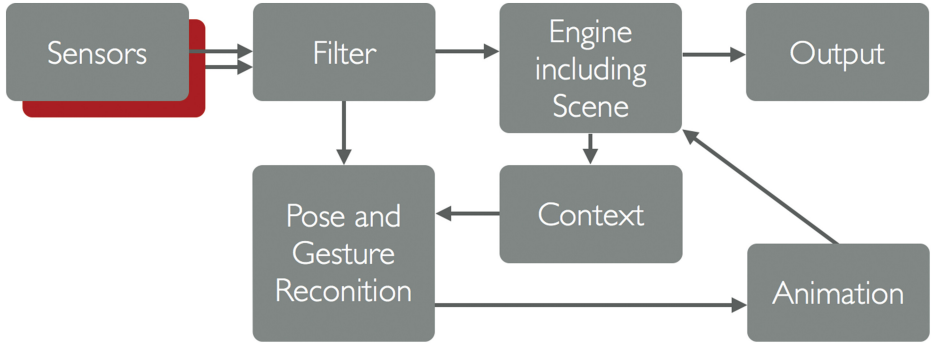 Sensors
Filter
Engine
including
Scene
Output
Pose and
Gesture
Reconition
Context
Animation